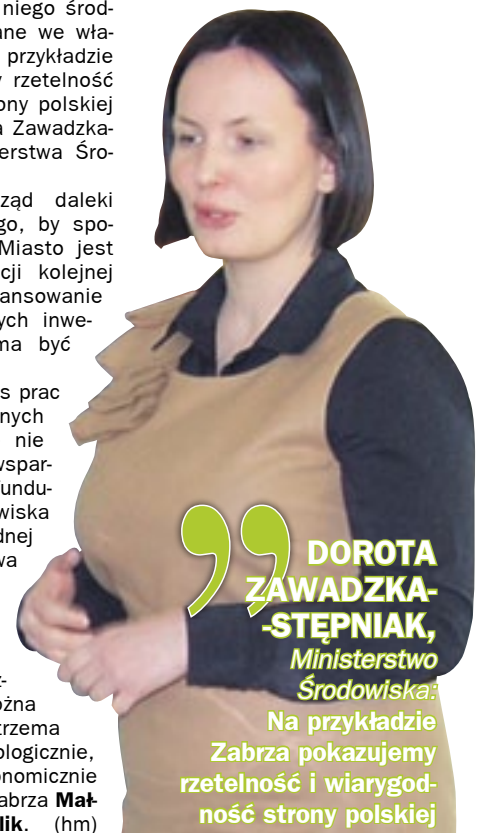 niego środ-
ane we wła-
przykładzie
rzetelność
ony polskiej
a Zawadzka-
erstwa Śro-
ząd daleki
go, by spo-
Miasto jest
cji kolejnej
ansowanie
ych inwe-
ma być
s prac
nych
nie
wspar-
fundu-
wiska
dnej
wa
z-
ożna
trzema
ologicznie,
onomicznie
abrza Mał-
lik. (hm)
”
DOROTA
ZAWADZKA-
-STĘPNIAK,
Ministerstwo
Środowiska:
Na przykładzie
Zabrza pokazujemy
rzetelność i wiarygod-
ność strony polskiej